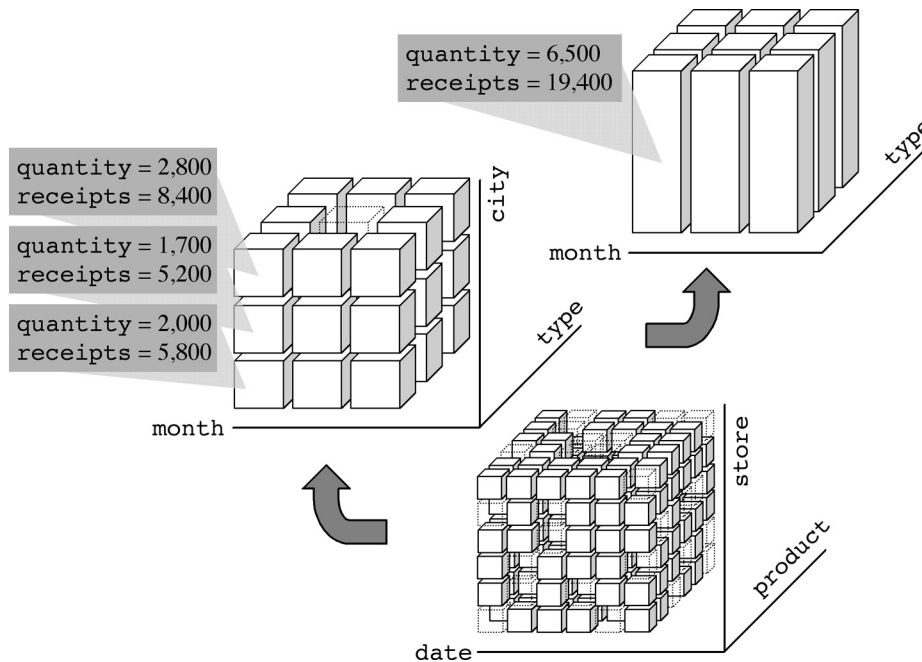 quantity = 6,500
receipts = 19,400
type
month
quantity = 2,800
receipts = 8,400
quantity = 1,700
receipts = 5,200
quantity = 2,000
receipts = 5,800
city
type
month
store
product
date